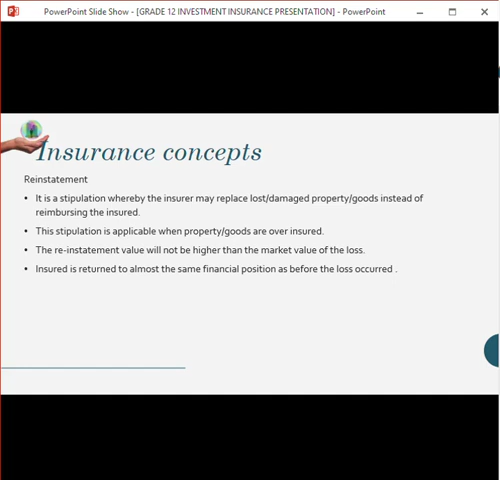 PowerPoint Slide Show - [GRADE 12 INVESTMENT INSURANCE PRESENTATION] - PowerPoint
Insurance concepts
Reinstatement
• It is a stipulation whereby the insurer may replace lost/damaged property/goods instead of
reimbursing the insured.
• This stipulation is applicable when property/goods are over insured.
• The re-instatement value will not be higher than the market value of the loss.
• Insured is returned to almost the same financial position as before the loss occurred .